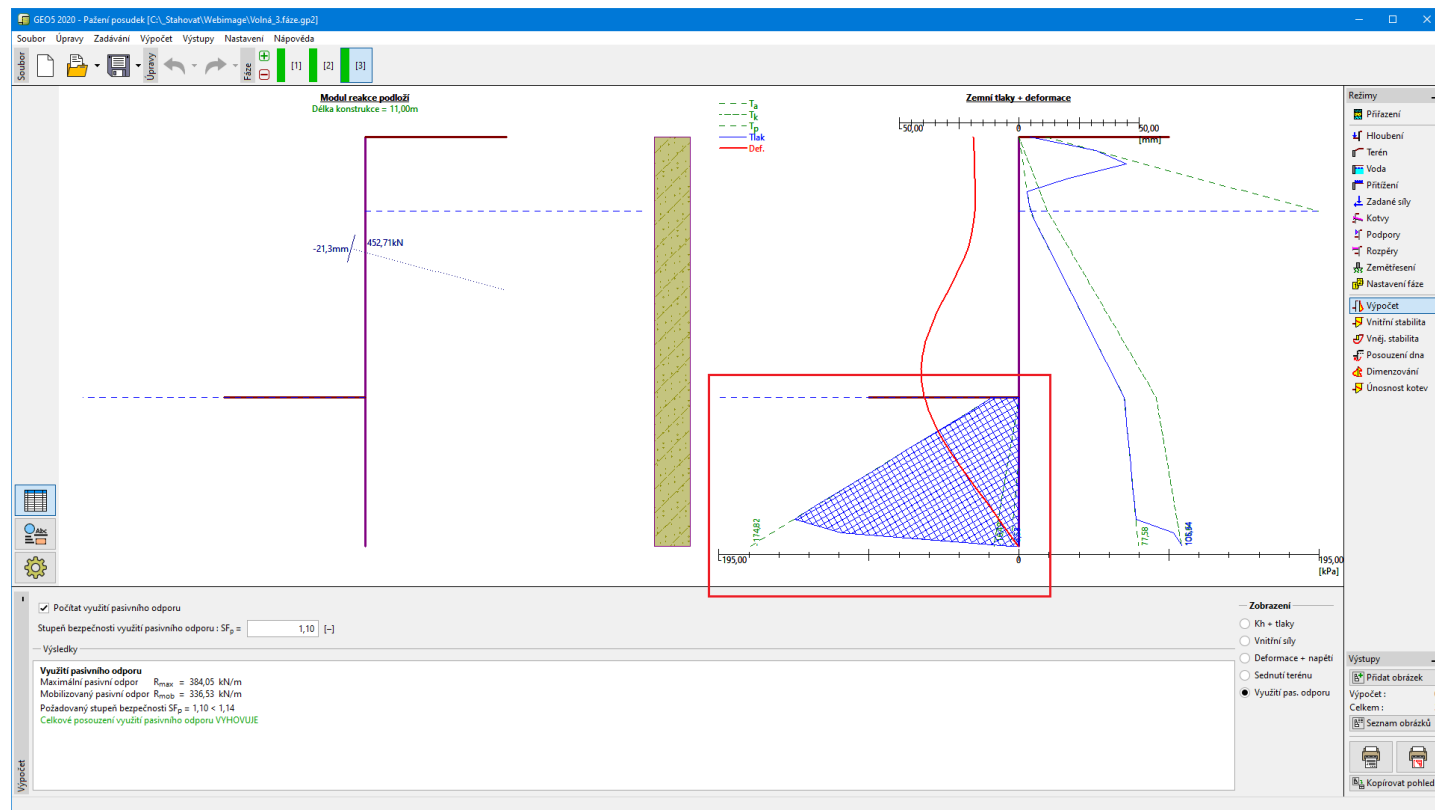 GEO5 2020 - Pažení posudek [C:\_Stahovat\Webimage\Volná_3.fáze.gp2]
Soubor Úpravy Zadávání Výpočet Výstupy Nastavení Nápověda
Soubor
Úpravy
Fáze
[1] [2] [3]
Modul reakce podloží
Délka konstrukce = 11,00m
-21,3mm
452,71kN
Ta
Tk
Tp
Tlak
Def.
Zemní tlaky + deformace
-50,00 0 50,00
[mm]
174,82
77,58
-195,00 0 195,00
[kPa]
Režimy
Přiřazení
Hloubení
Terén
Voda
Přitížení
Zadané síly
Kotvy
Podpory
Rozpěry
Zemětřesení
Nastavení fáze
Výpočet
Vnitřní stabilita
Vněj. stabilita
Posouzení dna
Dimenzování
Únosnost kotev
Abc
Počítat využití pasivního odporu
Stupeň bezpečnosti využití pasivního odporu : SFp = 1,10 [–]
Výsledky
Využití pasivního odporu
Maximální pasivní odpor Rmax = 384,05 kN/m
Mobilizovaný pasivní odpor Rmob = 336,53 kN/m
Požadovaný stupeň bezpečnosti SFp = 1,10 < 1,14
Celkové posouzení využití pasivního odporu VYHOVUJE
Výpočet
Zobrazení
Kh + tlaky
Vnitřní síly
Deformace + napětí
Sednutí terénu
Využití pas. odporu
Výstupy
Přidat obrázek
Výpočet :
Celkem :
Seznam obrázků
Kopírovat pohled